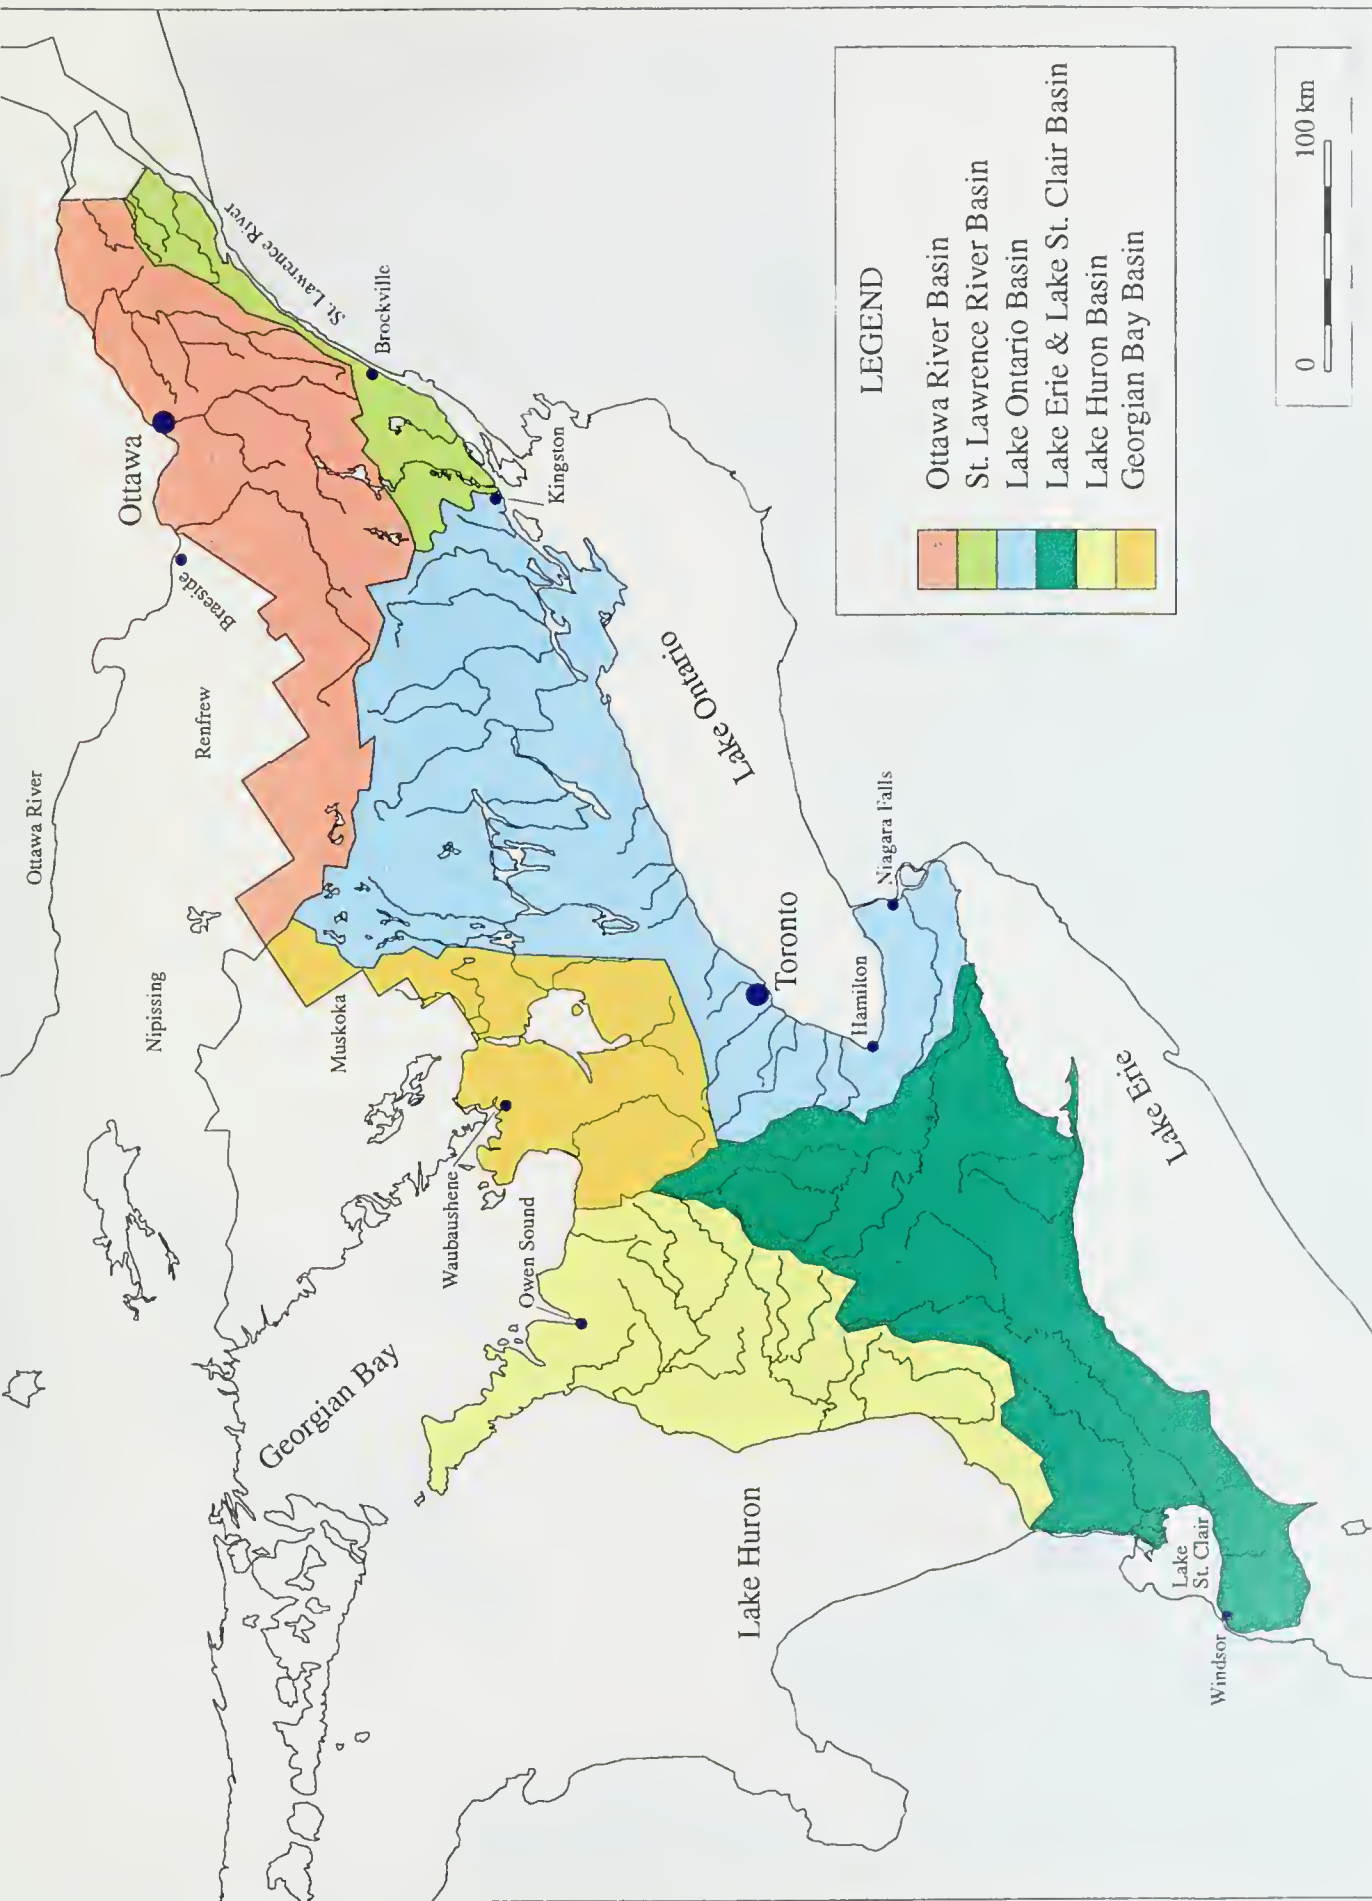 Ottawa River
Nipissing
Renfrew
Braeside
Ottawa
St. Lawrence River
Brockville
Kingston
Muskoka
Georgian Bay
Waubaushene
Owen Sound
Lake Huron
Lake Ontario
Toronto
Hamilton
Niagara Falls
Lake Erie
Lake
St. Clair
Windsor
LEGEND
Ottawa River Basin
St. Lawrence River Basin
Lake Ontario Basin
Lake Erie & Lake St. Clair Basin
Lake Huron Basin
Georgian Bay Basin
0 100 km